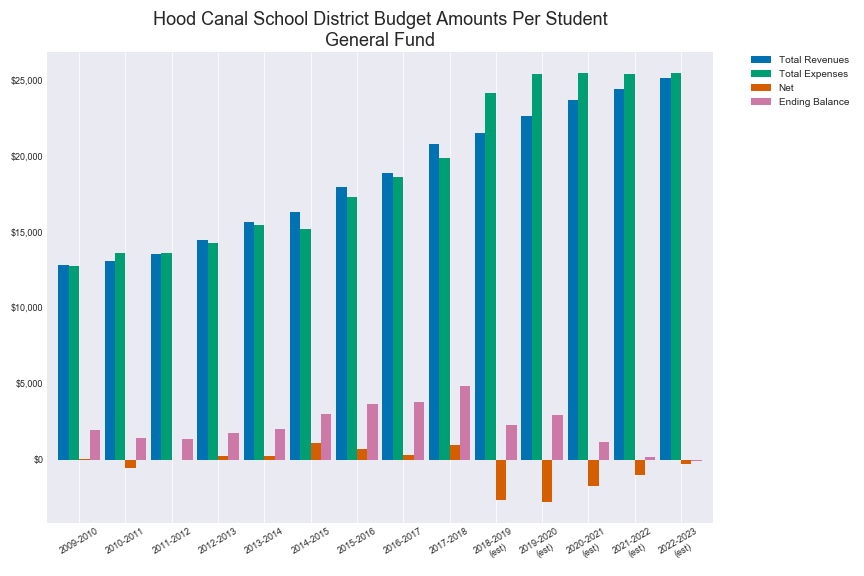 Hood Canal School District Budget Amounts Per Student
General Fund
Total Revenues
Total Expenses
Net
Ending Balance
$25,000
$20,000
$15,000
$10,000
$5,000
$0
2009-2010
2010-2011
2011-2012
2012-2013
2013-2014
2014-2015
2015-2016
2016-2017
2017-2018
2018-2019
(est)
2019-2020
(est)
2020-2021
(est)
2021-2022
(est)
2022-2023
(est)